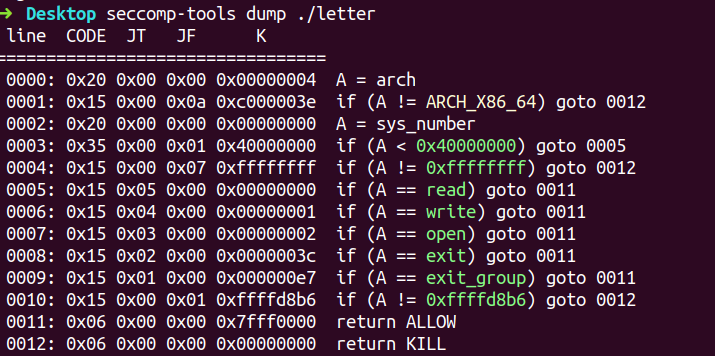 ➜ Desktop seccomp-tools dump ./letter
line CODE JT JF K
=================================
0000: 0x20 0x00 0x00 0x00000004 A = arch
0001: 0x15 0x00 0x0a 0xc000003e if (A != ARCH_X86_64) goto 0012
0002: 0x20 0x00 0x00 0x00000000 A = sys_number
0003: 0x35 0x00 0x01 0x40000000 if (A < 0x40000000) goto 0005
0004: 0x15 0x00 0x07 0xffffffff if (A != 0xffffffff) goto 0012
0005: 0x15 0x05 0x00 0x00000000 if (A == read) goto 0011
0006: 0x15 0x04 0x00 0x00000001 if (A == write) goto 0011
0007: 0x15 0x03 0x00 0x00000002 if (A == open) goto 0011
0008: 0x15 0x02 0x00 0x0000003c if (A == exit) goto 0011
0009: 0x15 0x01 0x00 0x000000e7 if (A == exit_group) goto 0011
0010: 0x15 0x00 0x01 0xffffd8b6 if (A != 0xffffd8b6) goto 0012
0011: 0x06 0x00 0x00 0x7fff0000 return ALLOW
0012: 0x06 0x00 0x00 0x00000000 return KILL